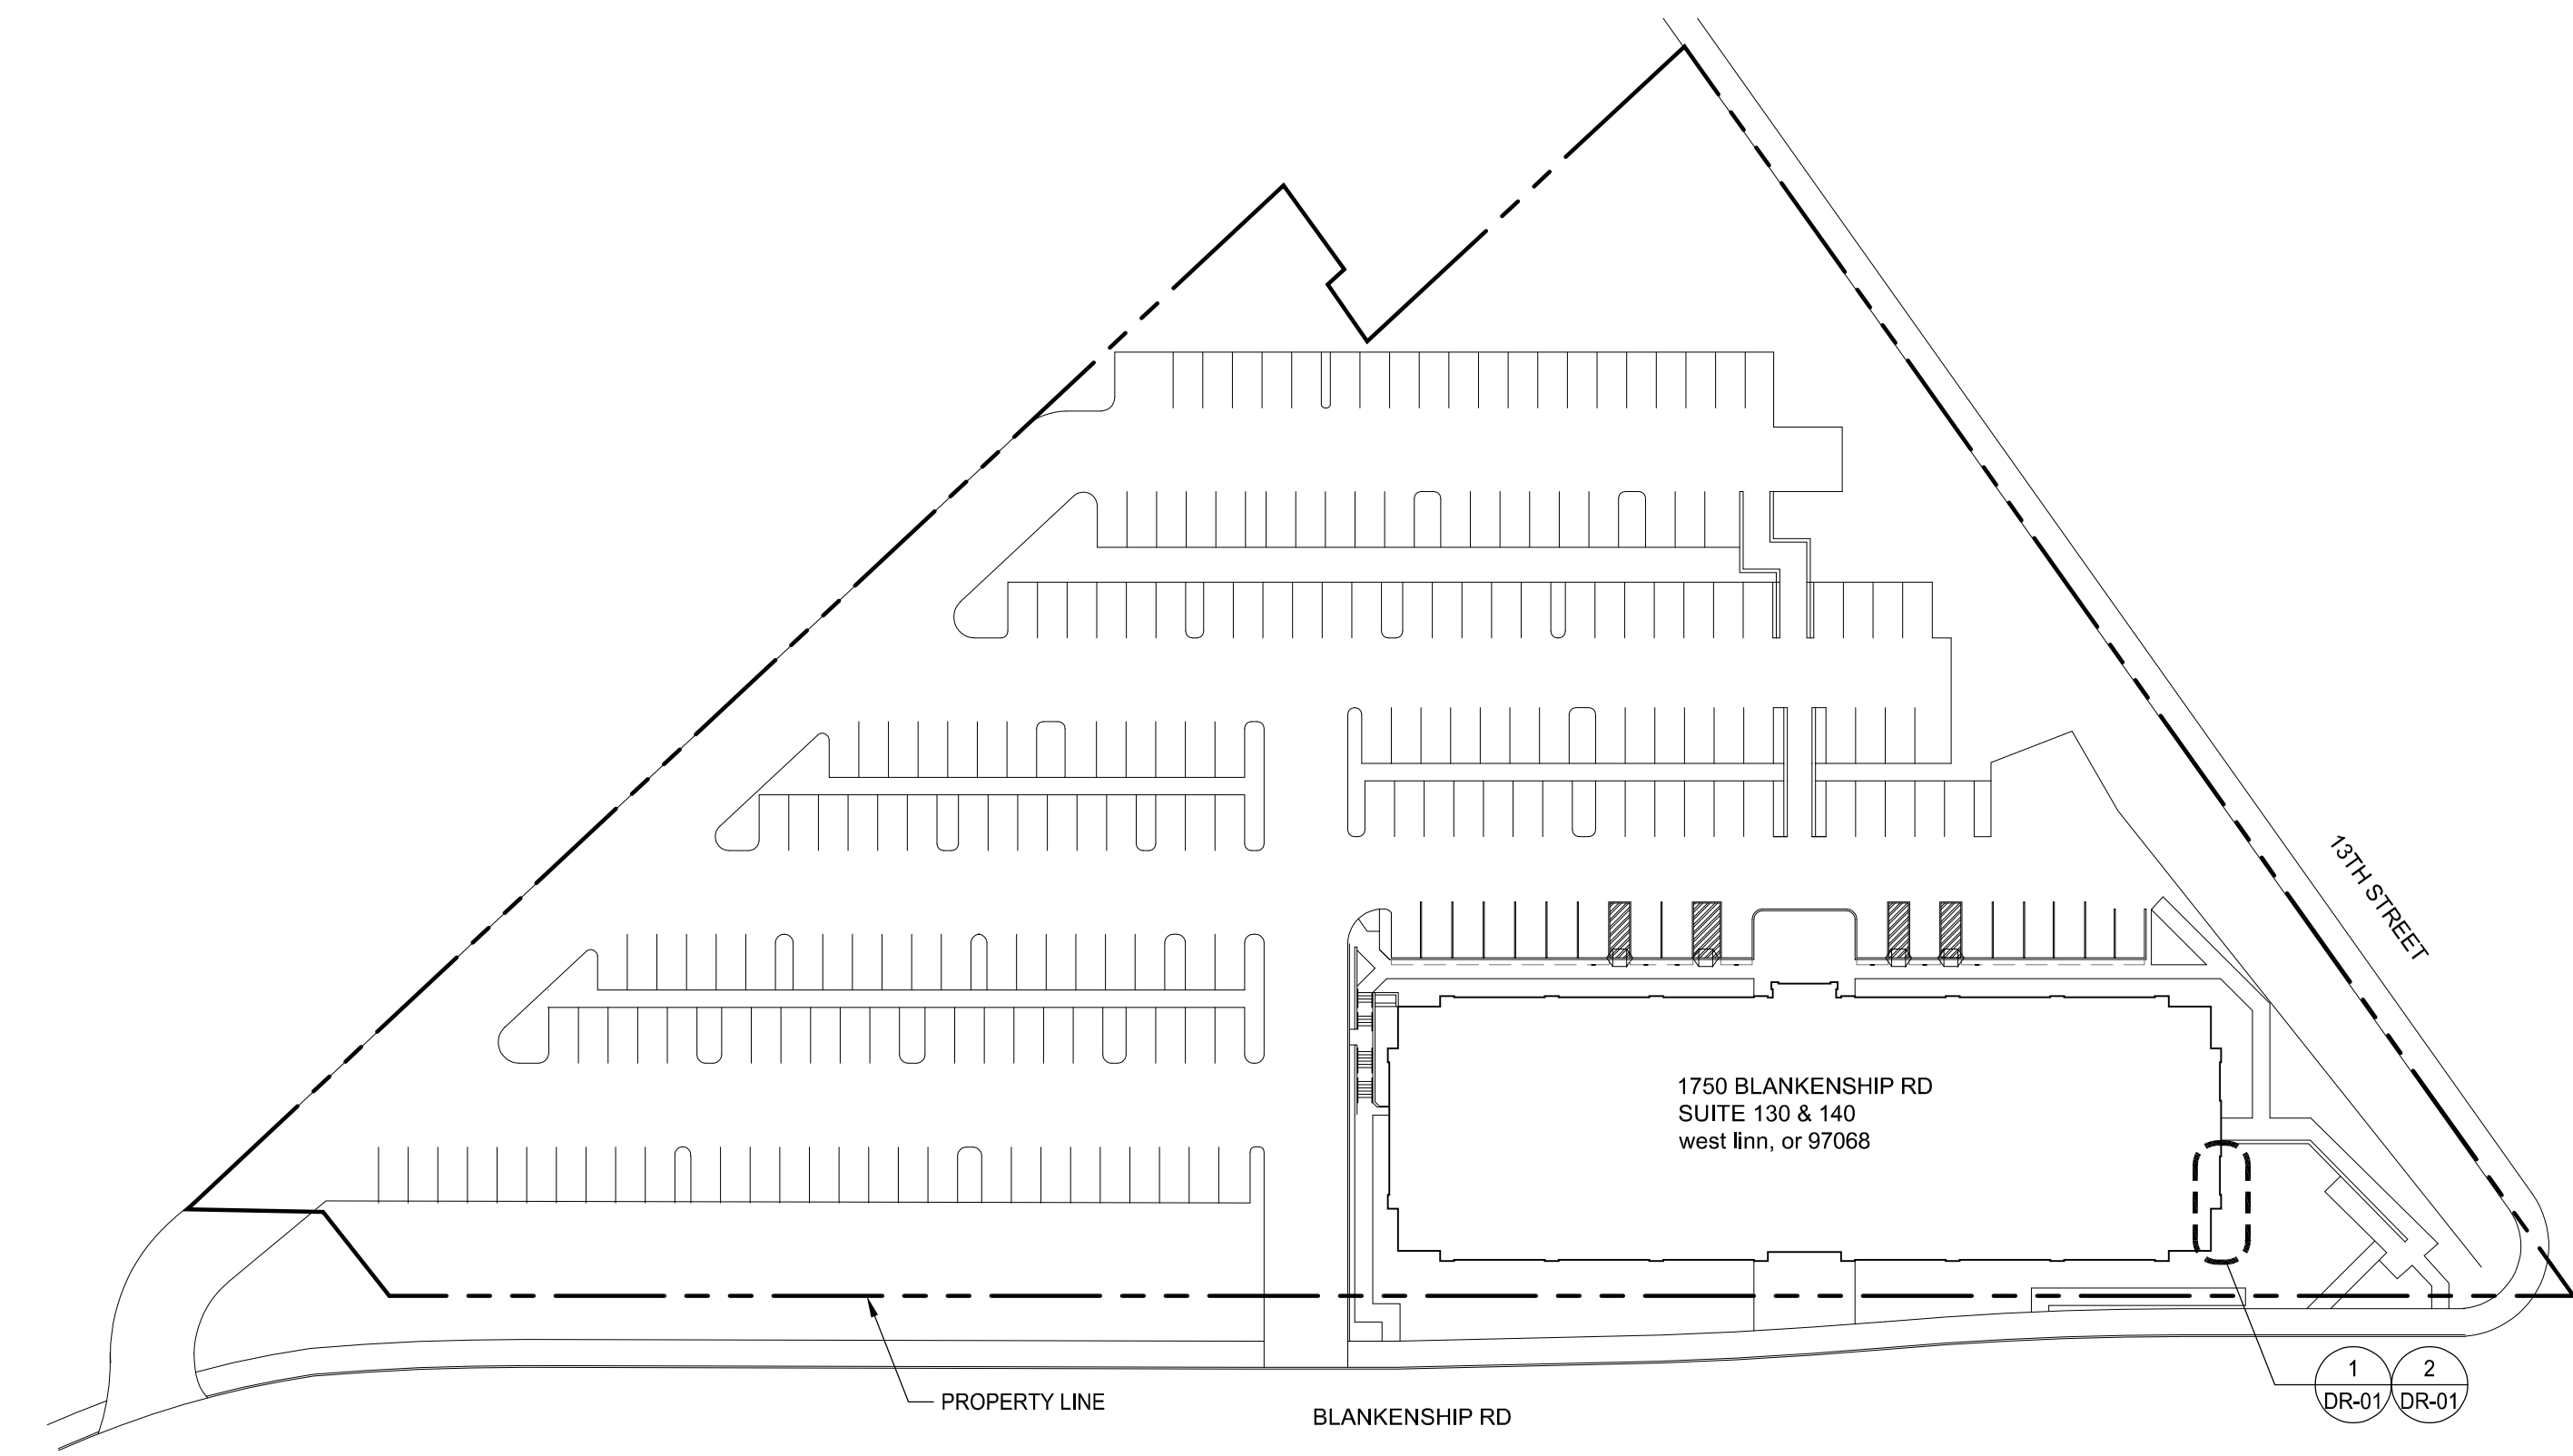 13TH STREET
1750 BLANKENSHIP RD
SUITE 130 & 140
west linn, or 97068
1
DR-01
2
DR-01
PROPERTY LINE
BLANKENSHIP RD